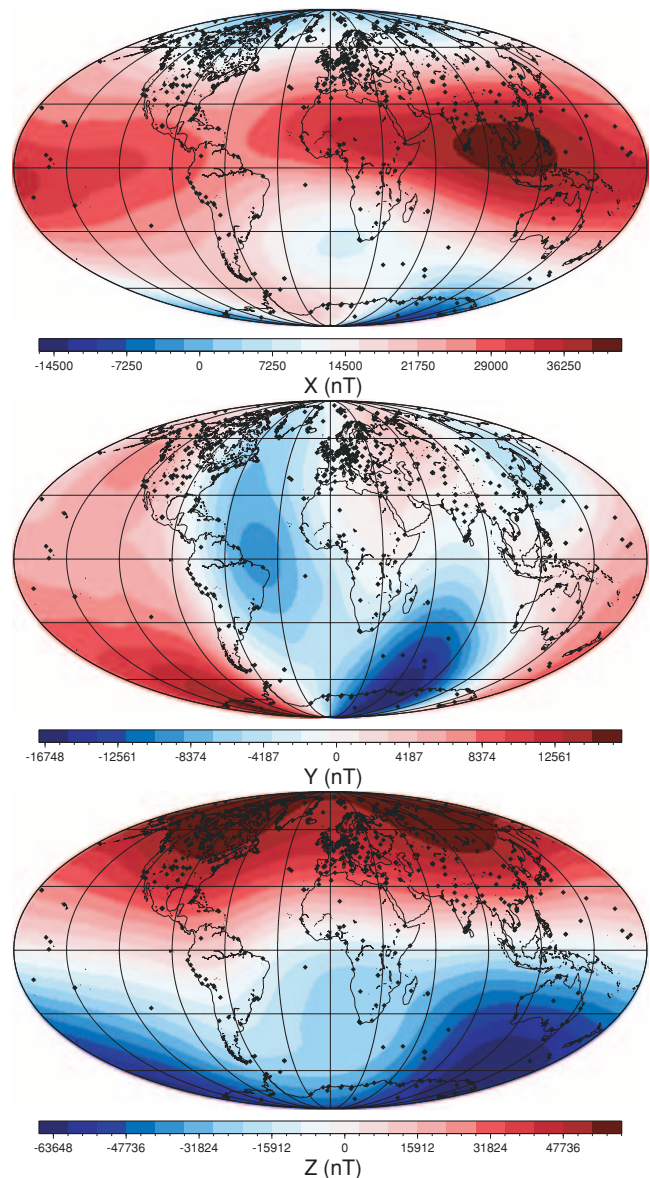 -14500 -7250 0 7250 14500 21750 29000 36250
X (nT)
-16748 -12561 -8374 -4187 0 4187 8374 12561
Y (nT)
-63648 -47736 -31824 -15912 0 15912 31824 47736
Z (nT)